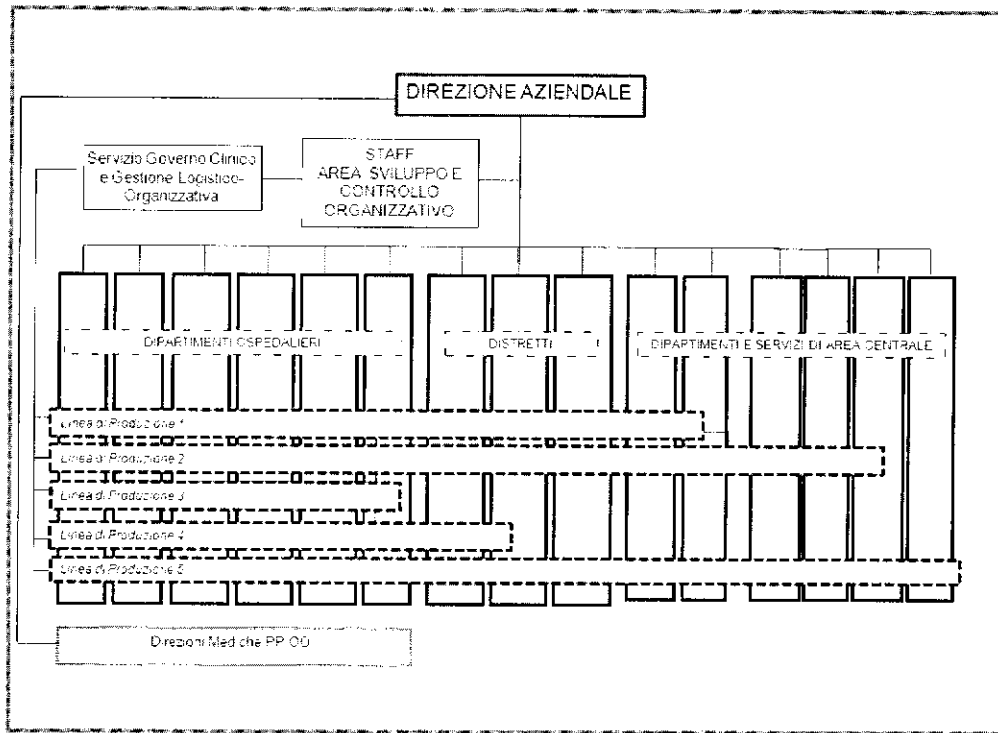 DIREZIONE AZIENDALE
Servizio Governo Clinico
e Gestione Logistico-
Organizzativa
STAFF
AREA SVILUPPO E
CONTROLLO
ORGANIZZATIVO
DIPARTIMENTI OSPEDALIERI
DISTRETTI
DIPARTIMENTI E SERVIZI DI AREA CENTRALE
Linea di Produzione 1
Linea di Produzione 2
Linea di Produzione 3
Linea di Produzione 4
Linea di Produzione 5
Direzioni Mediche PP.OO